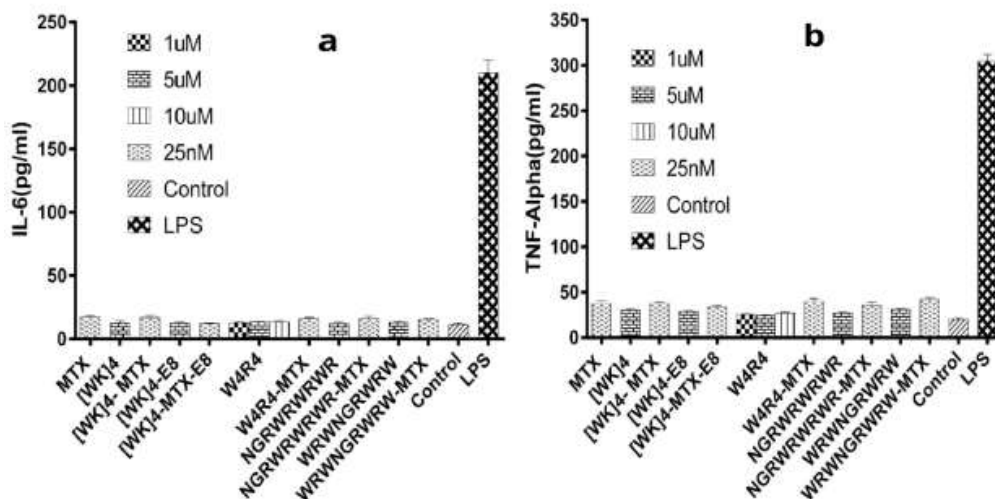 a
IL-6(pg/ml)
250
200
150
100
50
0
1uM
5uM
10uM
25nM
Control
LPS
MTX
[WK]4
[WK]4- MTX
[WK]4-E8
[WK]4-MTX-E8
W4R4
W4R4-MTX
NGRWRWRWR
NGRWRWRWR-MTX
WRWNGRWRW
WRWNGRWRW-MTX
Control
LPS
b
TNF-Alpha(pg/ml)
350
300
250
200
150
100
50
0
1uM
5uM
10uM
25nM
Control
LPS
MTX
[WK]4
[WK]4- MTX
[WK]4-E8
[WK]4-MTX-E8
W4R4
W4R4-MTX
NGRWRWRWR
NGRWRWRWR-MTX
WRWNGRWRW
WRWNGRWRW-MTX
Control
LPS